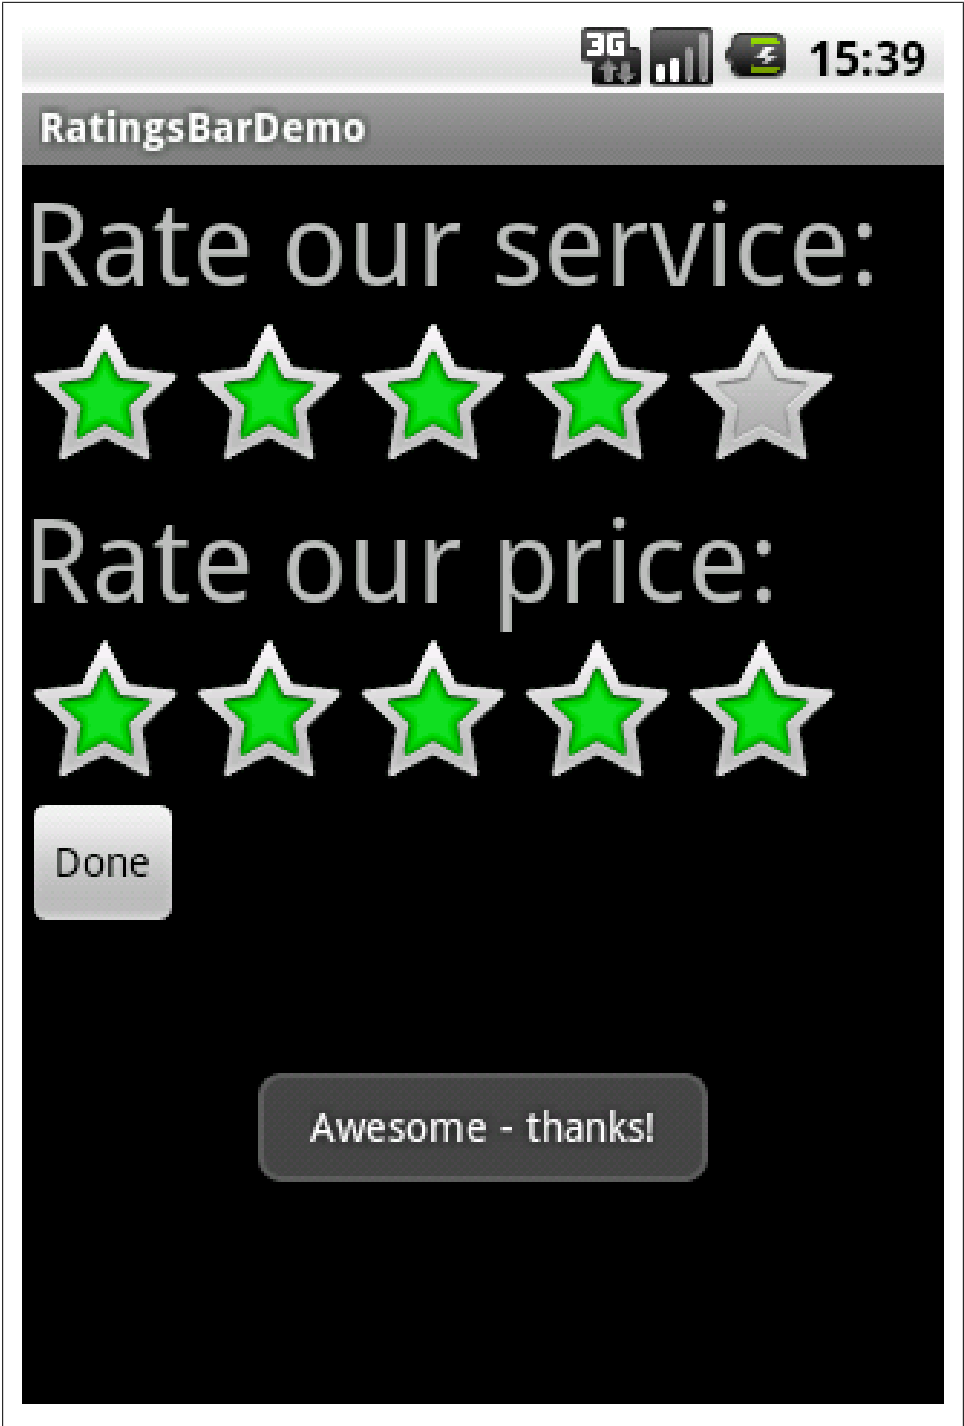 3G 15:39
RatingsBarDemo
Rate our service:
Rate our price:
Done
Awesome - thanks!